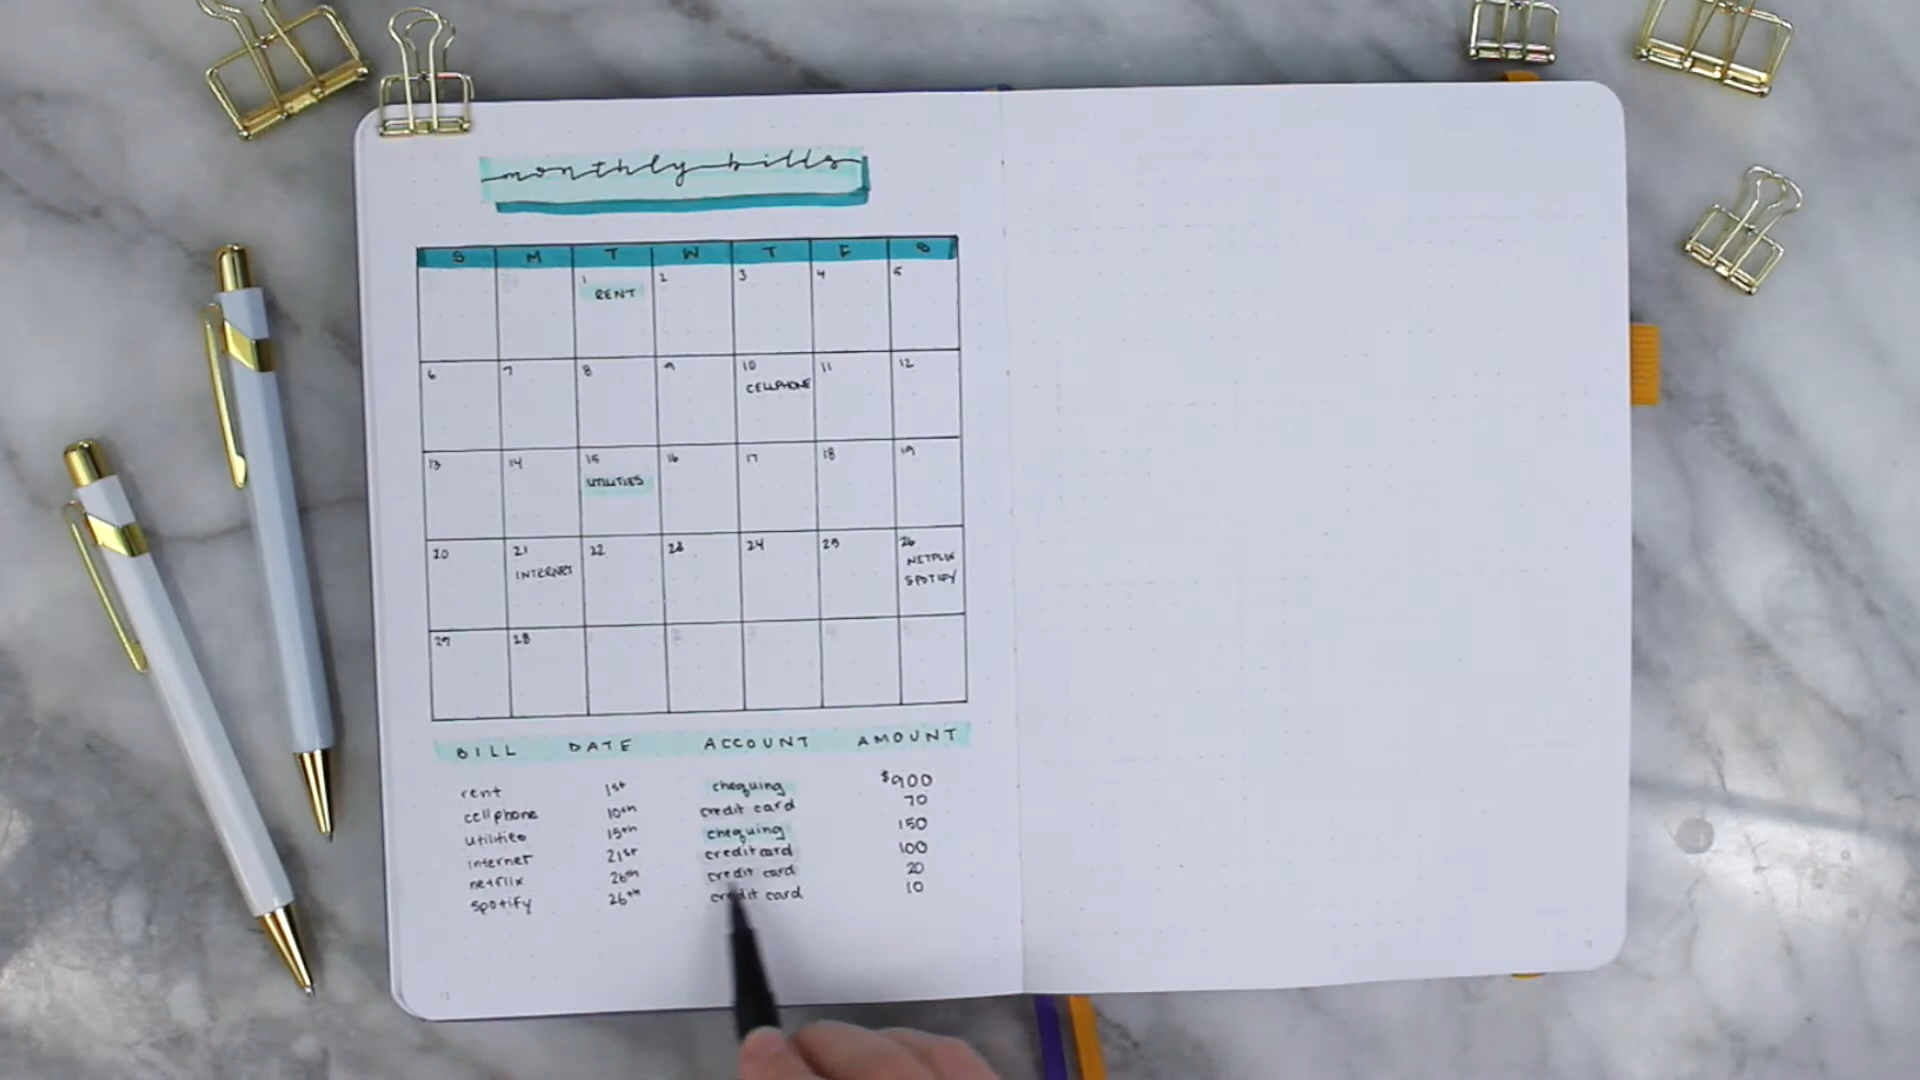 monthly bills
S M T W T F S
1 2 3 4 5
RENT
6 7 8 9 10 11 12
CELLPHONE
13 14 15 16 17 18 19
UTILITIES
20 21 22 23 24 25 26
INTERNET NETFLIX
SPOTIFY
27 28
BILL DATE ACCOUNT AMOUNT
rent 1st chequing $900
cellphone 10th credit card 70
utilities 15th chequing 150
internet 21st credit card 100
netflix 26th credit card 20
spotify 26th credit card 10